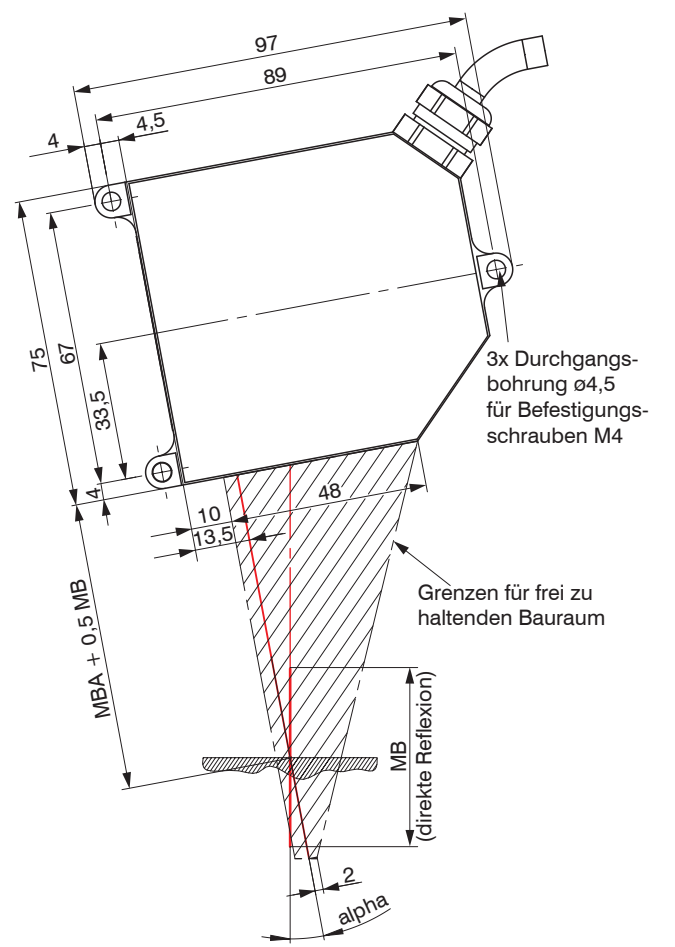 97
89
4
4,5
75
67
33,5
4
3x Durchgangs-
bohrung ø4,5
für Befestigungs-
schrauben M4
10
48
13,5
Grenzen für frei zu
haltenden Bauraum
MBA + 0,5 MB
MB
(direkte Reflexion)
2
alpha